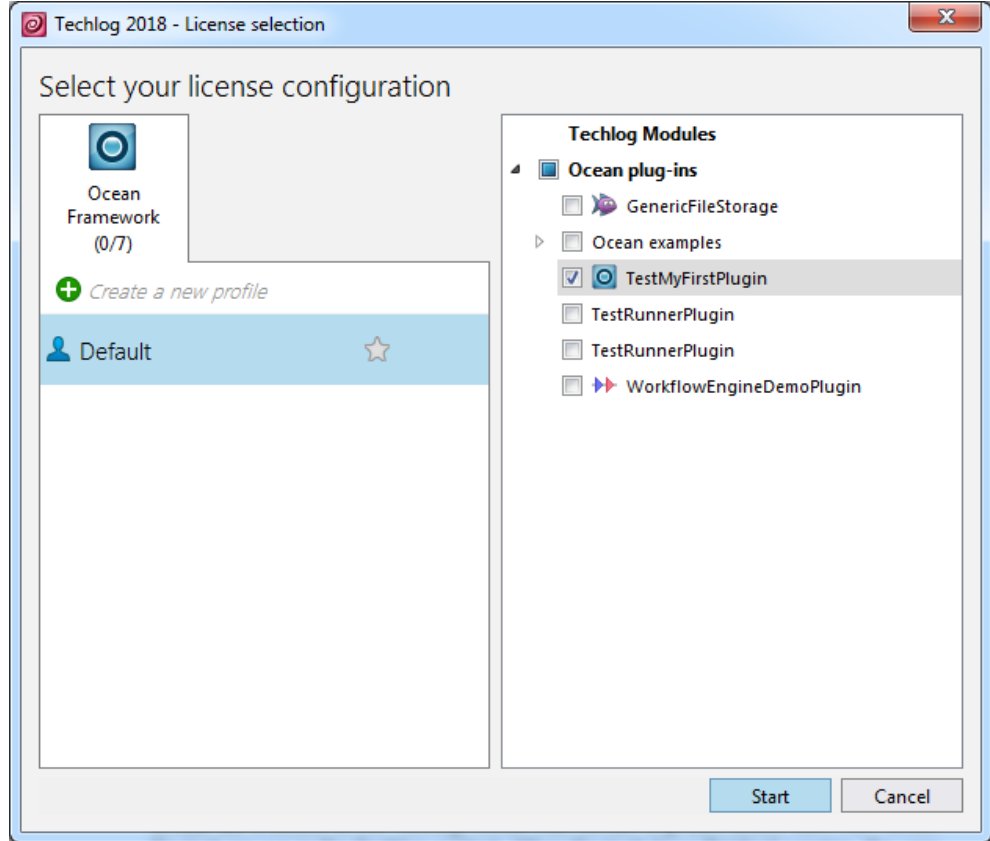 Techlog 2018 - License selection
Select your license configuration
Ocean
Framework
(0/7)
Create a new profile
Default
Techlog Modules
Ocean plug-ins
GenericFileStorage
Ocean examples
TestMyFirstPlugin
TestRunnerPlugin
TestRunnerPlugin
WorkflowEngineDemoPlugin
Start
Cancel